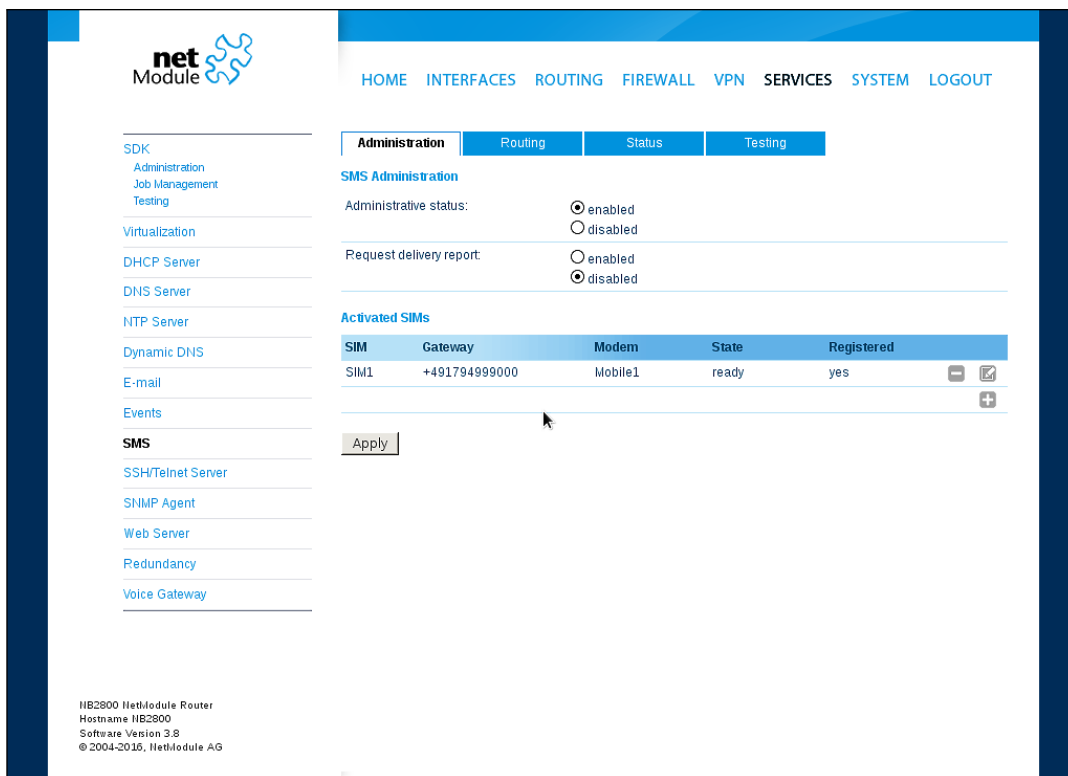 net
Module
HOME INTERFACES ROUTING FIREWALL VPN SERVICES SYSTEM LOGOUT
SDK
Administration
Job Management
Testing
Virtualization
DHCP Server
DNS Server
NTP Server
Dynamic DNS
E-mail
Events
SMS
SSH/Telnet Server
SNMP Agent
Web Server
Redundancy
Voice Gateway
Administration Routing Status Testing
SMS Administration
Administrative status:
enabled
disabled
Request delivery report:
enabled
disabled
Activated SIMs
SIM Gateway Modem State Registered
SIM1 +491794999000 Mobile1 ready yes
Apply
NB2800 NetModule Router
Hostname NB2800
Software Version 3.8
© 2004-2016, NetModule AG